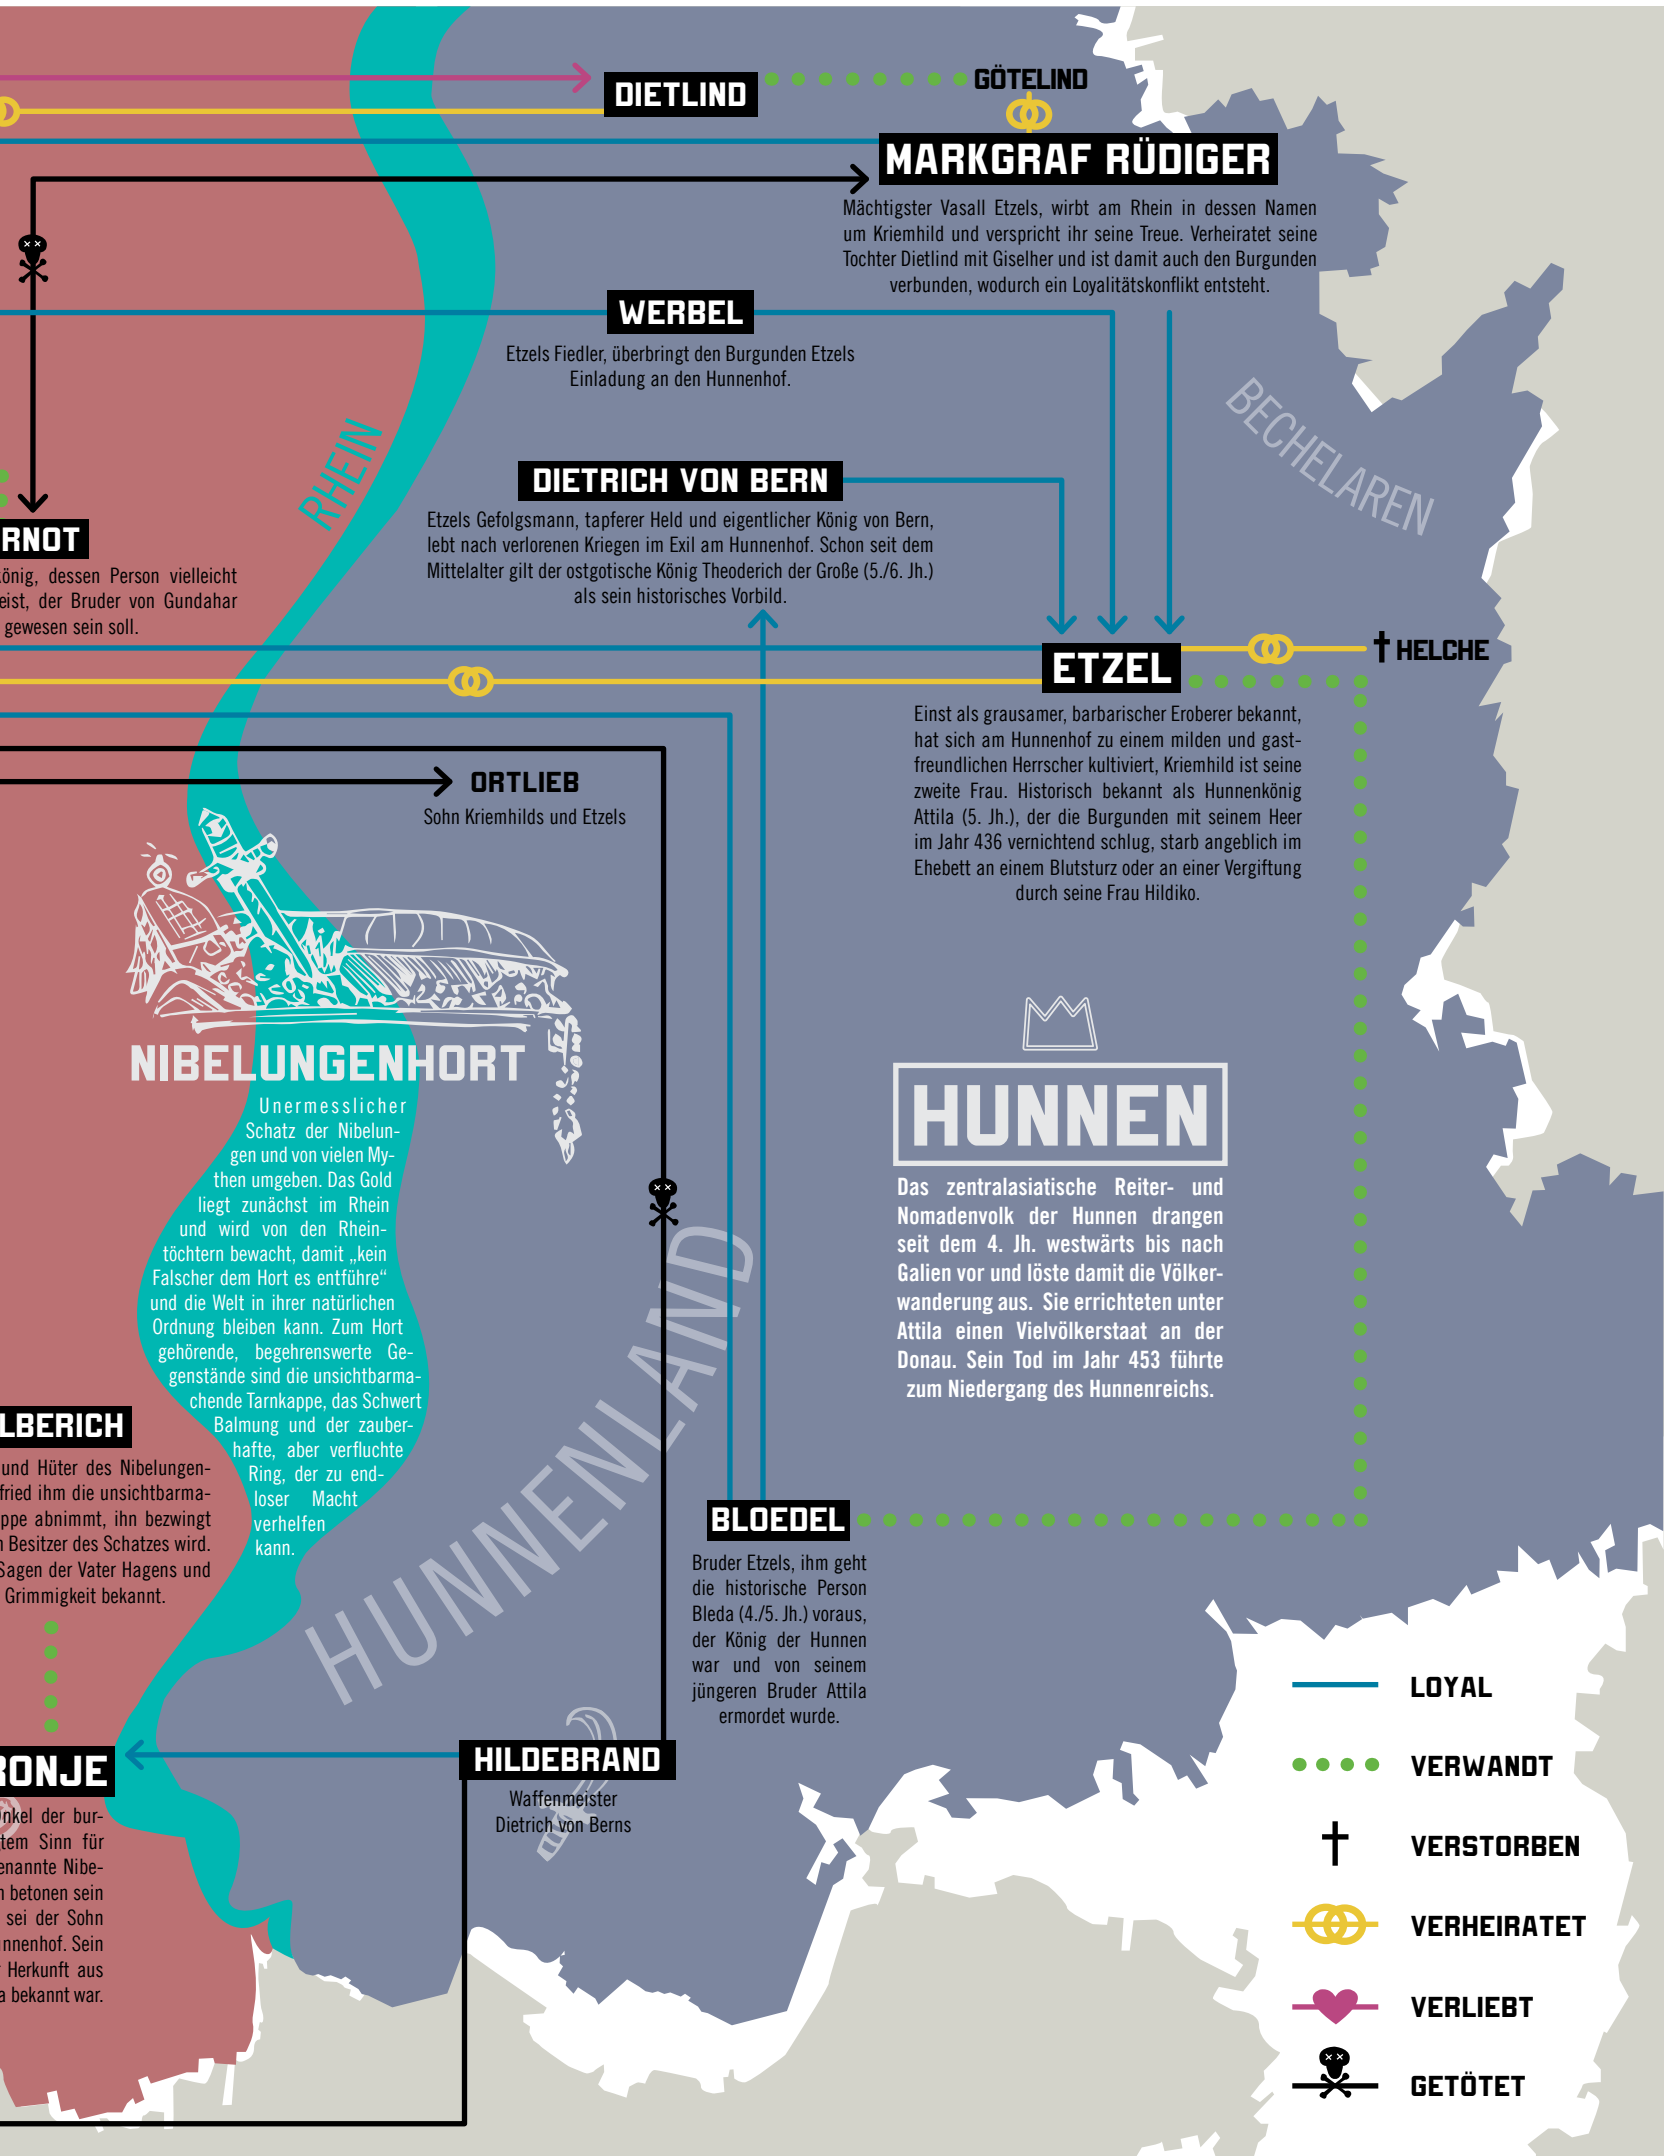 DIETLIND
GÖTELIND
MARKGRAF RÜDIGER
Mächtigster Vasall Etzels, wirbt am Rhein in dessen Namen
um Kriemhild und verspricht ihr seine Treue. Verheiratet seine
Tochter Dietlind mit Giselher und ist damit auch den Burgunden
verbunden, wodurch ein Loyalitätskonflikt entsteht.
WERBEL
Etzels Fiedler, überbringt den Burgunden Etzels
Einladung an den Hunnenhof.
BECHELAREN
RHEIN
DIETRICH VON BERN
Etzels Gefolgsmann, tapferer Held und eigentlicher König von Bern,
lebt nach verlorenen Kriegen im Exil am Hunnenhof. Schon seit dem
Mittelalter gilt der ostgotische König Theoderich der Große (5./6. Jh.)
als sein historisches Vorbild.
RNOT
könig, dessen Person vielleicht
eist, der Bruder von Gundahar
gewesen sein soll.
ETZEL
HELCHE
Einst als grausamer, barbarischer Eroberer bekannt,
hat sich am Hunnenhof zu einem milden und gast-
freundlichen Herrscher kultiviert, Kriemhild ist seine
zweite Frau. Historisch bekannt als Hunnenkönig
Attila (5. Jh.), der die Burgunden mit seinem Heer
im Jahr 436 vernichtend schlug, starb angeblich im
Ehebett an einem Blutsturz oder an einer Vergiftung
durch seine Frau Hildiko.
ORTLIEB
Sohn Kriemhilds und Etzels
NIBELUNGENHORT
Unermesslicher
Schatz der Nibelun-
gen und von vielen My-
then umgeben. Das Gold
liegt zunächst im Rhein
und wird von den Rhein-
töchtern bewacht, damit „kein
Falscher dem Hort es entführe“
und die Welt in ihrer natürlichen
Ordnung bleiben kann. Zum Hort
gehörende, begehrenswerte Ge-
genstände sind die unsichtbarma-
chende Tarnkappe, das Schwert
Balmung und der zauber-
hafte, aber verfluchte
Ring, der zu end-
loser Macht
verhelfen
kann.
HUNNEN
Das zentralasiatische Reiter- und
Nomadenvolk der Hunnen drangen
seit dem 4. Jh. westwärts bis nach
Galien vor und löste damit die Völker-
wanderung aus. Sie errichteten unter
Attila einen Vielvölkerstaat an der
Donau. Sein Tod im Jahr 453 führte
zum Niedergang des Hunnenreichs.
HUNNENLAND
LBERICH
und Hüter des Nibelungen-
fried ihm die unsichtbarma-
ppe abnimmt, ihn bezwingt
n Besitzer des Schatzes wird.
Sagen der Vater Hagens und
Grimmigkeit bekannt.
BLOEDEL
Bruder Etzels, ihm geht
die historische Person
Bleda (4./5. Jh.) voraus,
der König der Hunnen
war und von seinem
jüngeren Bruder Attila
ermordet wurde.
RONJE
Onkel der bur-
tem Sinn für
enannte Nibe-
n betonen sein
sei der Sohn
unnenhof. Sein
Herkunft aus
a bekannt war.
HILDEBRAND
Waffenmeister
Dietrich von Berns
LOYAL
VERWANDT
VERSTORBEN
VERHEIRATET
VERLIEBT
GETÖTET